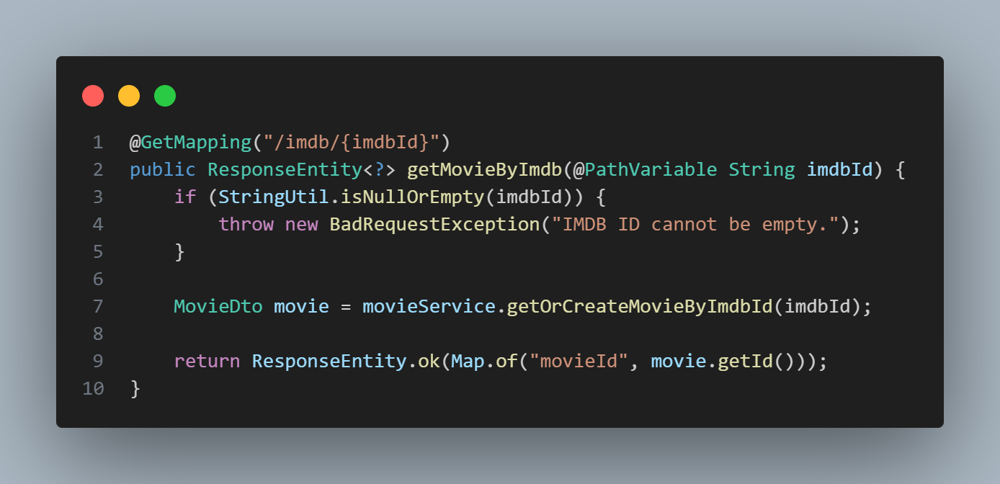 1 @GetMapping("/imdb/{imdbId}")
2 public ResponseEntity<?> getMovieByImdb(@PathVariable String imdbId) {
3     if (StringUtil.isNullOrEmpty(imdbId)) {
4         throw new BadRequestException("IMDB ID cannot be empty.");
5     }
6
7     MovieDto movie = movieService.getOrCreateMovieByImdbId(imdbId);
8
9     return ResponseEntity.ok(Map.of("movieId", movie.getId()));
10 }